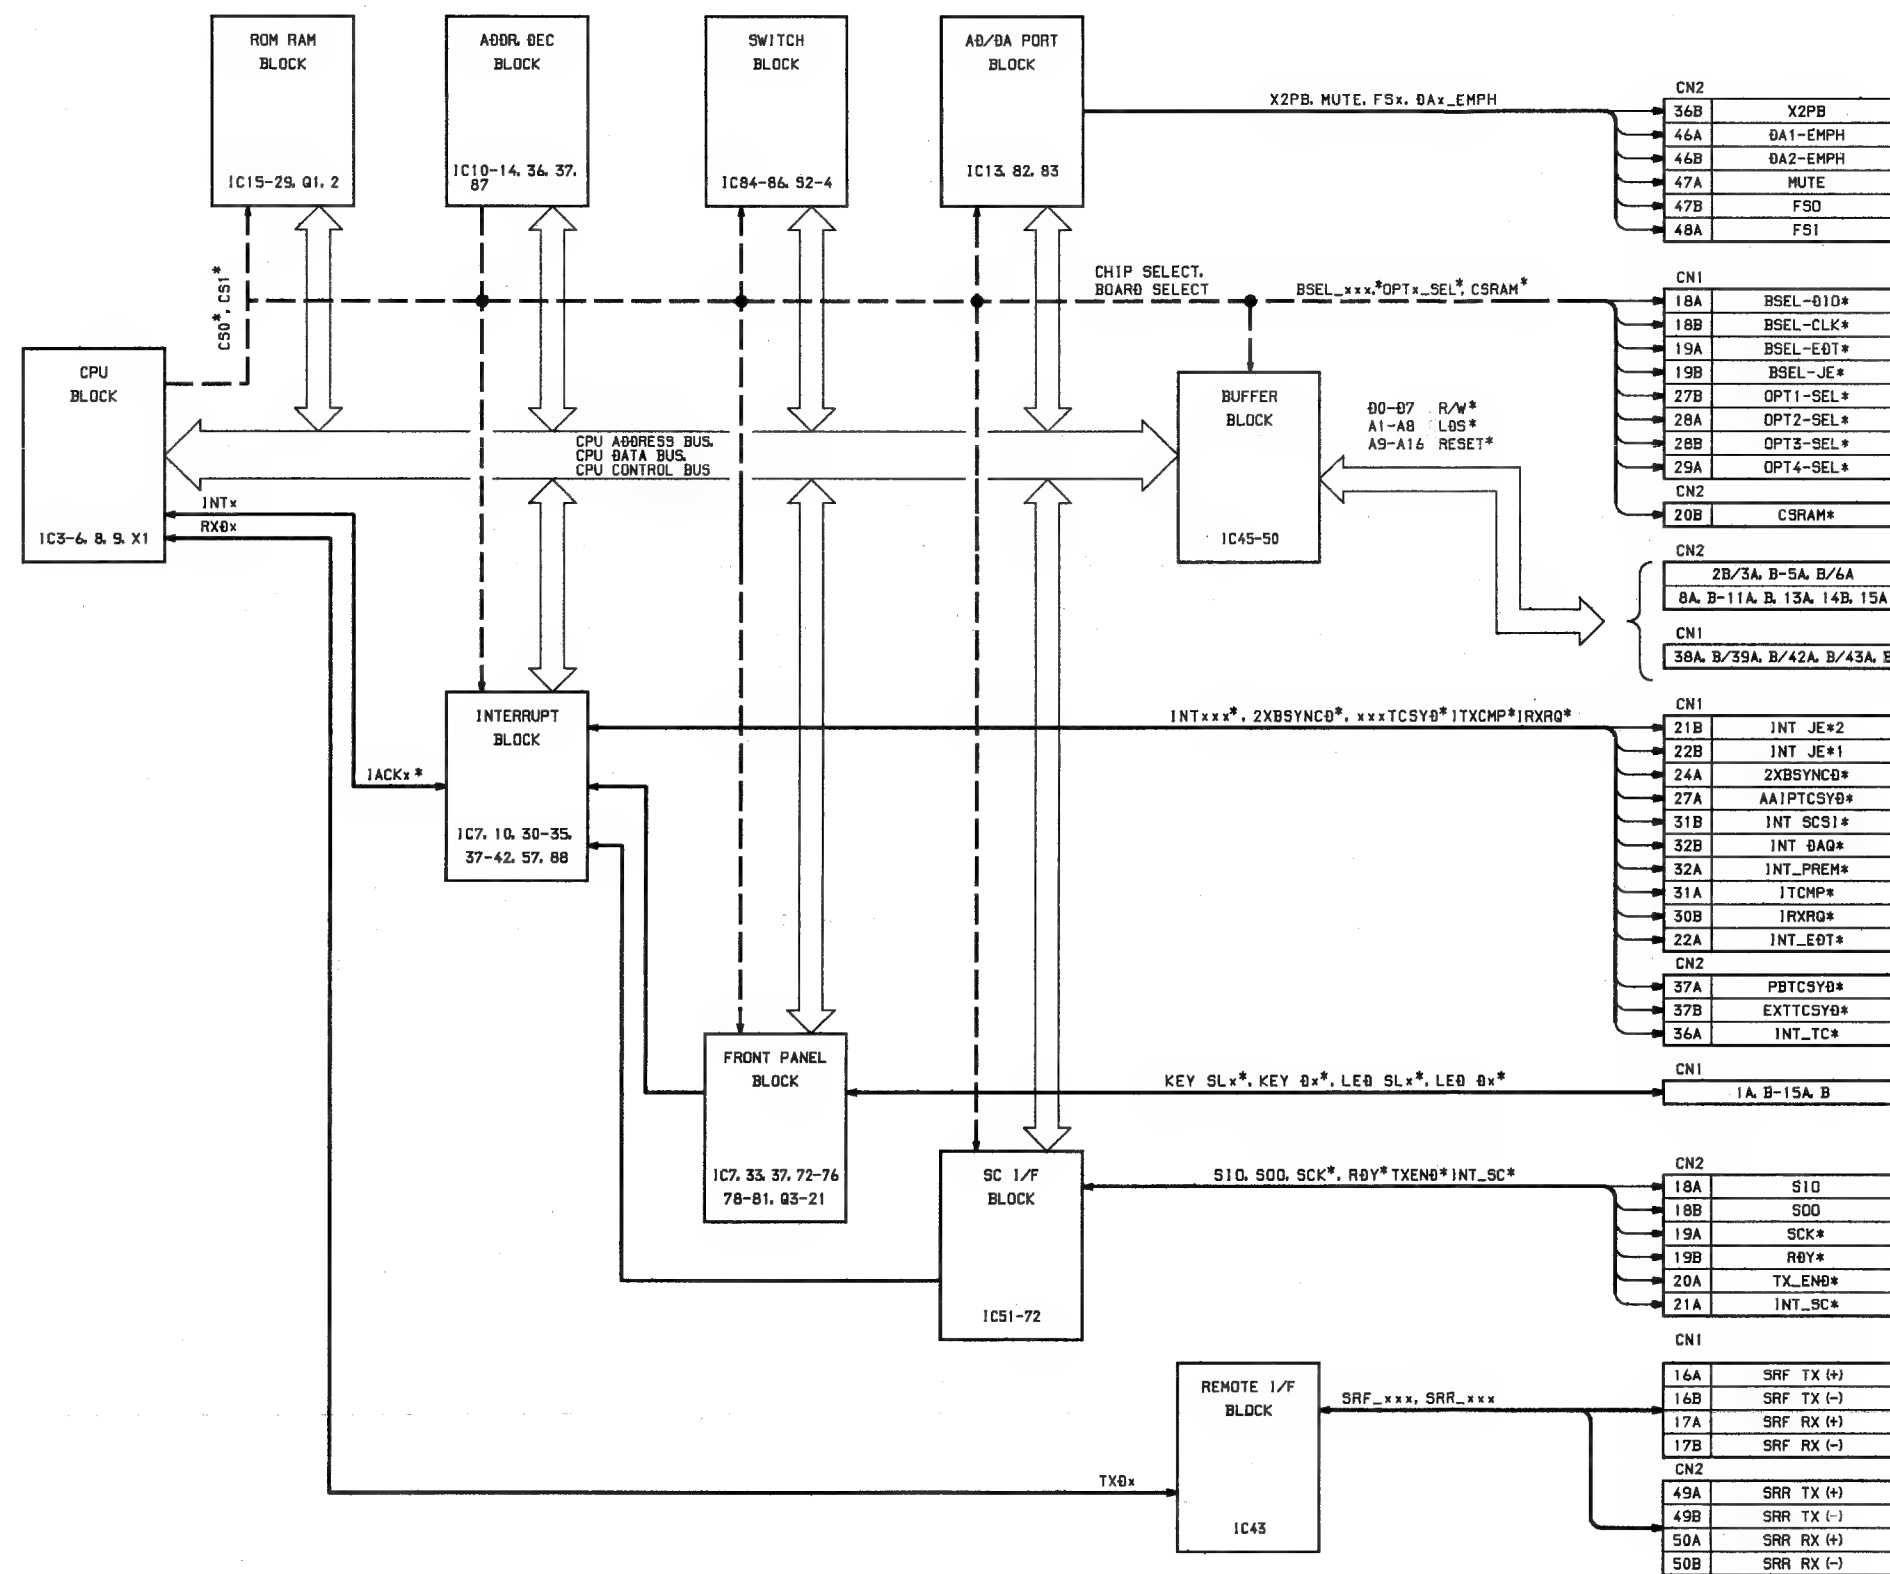 ROM RAM
BLOCK
IC15-29, Q1, 2
ADDR. DEC
BLOCK
IC10-14, 36, 37,
87
SWITCH
BLOCK
IC84-86, S2-4
AD/DA PORT
BLOCK
IC13, 82, 83
X2PB, MUTE, FSx, DAx_EMPH
CN2
36B X2PB
46A DA1-EMPH
46B DA2-EMPH
47A MUTE
47B FS0
48A FS1
CS0*, CS1*
CHIP SELECT,
BOARD SELECT
BSEL_xxx,*OPTx_SEL*, CSRAM*
CN1
18A BSEL-DIO*
18B BSEL-CLK*
19A BSEL-EDT*
19B BSEL-JE*
27B OPT1-SEL*
28A OPT2-SEL*
28B OPT3-SEL*
29A OPT4-SEL*
CN2
20B CSRAM*
CPU
BLOCK
IC3-6, 8, 9, X1
CPU ADDRESS BUS,
CPU DATA BUS,
CPU CONTROL BUS
BUFFER
BLOCK
IC45-50
D0-D7 R/W*
A1-A8 LDS*
A9-A16 RESET*
INTx
RXDx
CN2
2B/3A, B-5A, B/6A
8A, B-11A, B, 13A, 14B, 15A
CN1
38A, B/39A, B/42A, B/43A, B
INTERRUPT
BLOCK
IC7, 10, 30-35,
37-42, 57, 88
IACKx*
INTxxx*, 2XBSYNCD*, xxxTCSYD*ITXCMP*IRXRQ*
CN1
21B INT JE*2
22B INT JE*1
24A 2XBSYNCD*
27A AAIPTCSYD*
31B INT SCSI*
32B INT DAQ*
32A INT_PREM*
31A ITCMP*
30B IRXRQ*
22A INT_EDT*
CN2
37A PBTCSYD*
37B EXTTCSYD*
36A INT_TC*
FRONT PANEL
BLOCK
IC7, 33, 37, 72-76
78-81, Q3-21
KEY SLx*, KEY Dx*, LED SLx*, LED Dx*
CN1
1A, B-15A, B
SC I/F
BLOCK
IC51-72
SI0, SO0, SCK*, RDY*TXEND*INT_SC*
CN2
18A SI0
18B SO0
19A SCK*
19B RDY*
20A TX_END*
21A INT_SC*
REMOTE I/F
BLOCK
IC43
SRF_xxx, SRR_xxx
TXDx
CN1
16A SRF TX (+)
16B SRF TX (-)
17A SRF RX (+)
17B SRF RX (-)
CN2
49A SRR TX (+)
49B SRR TX (-)
50A SRR RX (+)
50B SRR RX (-)